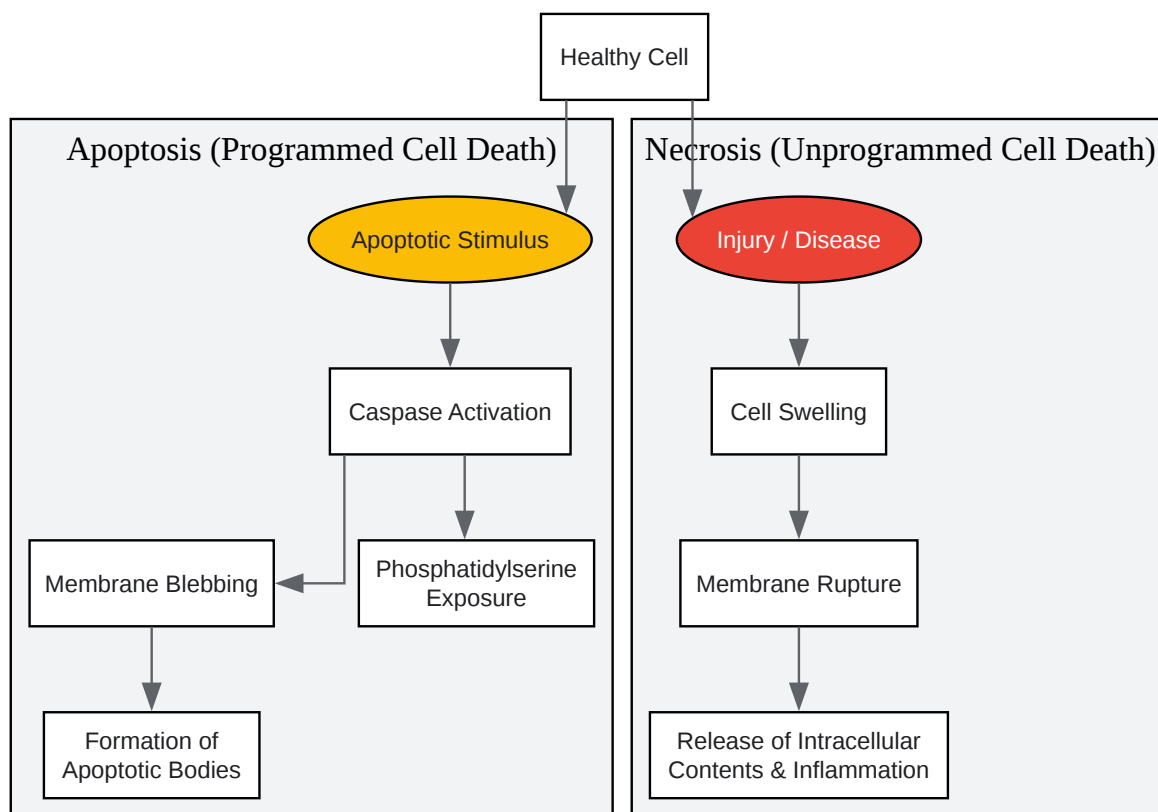 Healthy Cell
Apoptosis (Programmed Cell Death)
Necrosis (Unprogrammed Cell Death)
Apoptotic Stimulus
Injury / Disease
Caspase Activation
Cell Swelling
Membrane Blebbing
Phosphatidylserine
Exposure
Membrane Rupture
Formation of
Apoptotic Bodies
Release of Intracellular
Contents & Inflammation